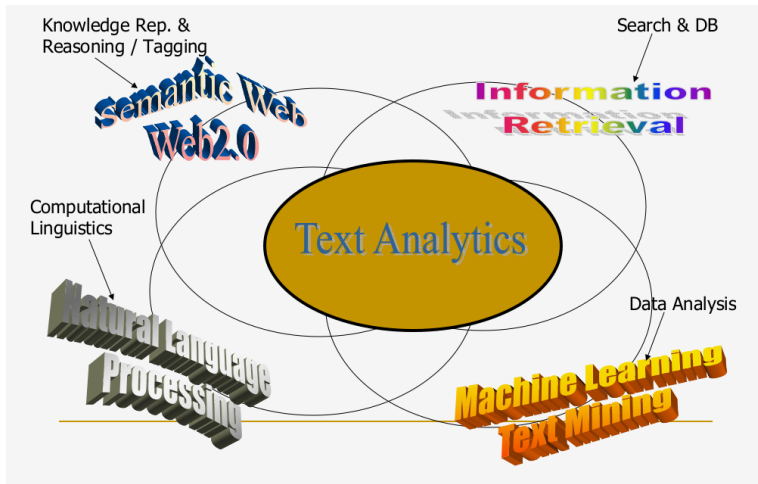 Knowledge Rep. &
Reasoning / Tagging
Semantic Web
Web2.0
Search & DB
Information
Retrieval
Computational
Linguistics
Text Analytics
Natural Language
Processing
Data Analysis
Machine Learning
Text Mining